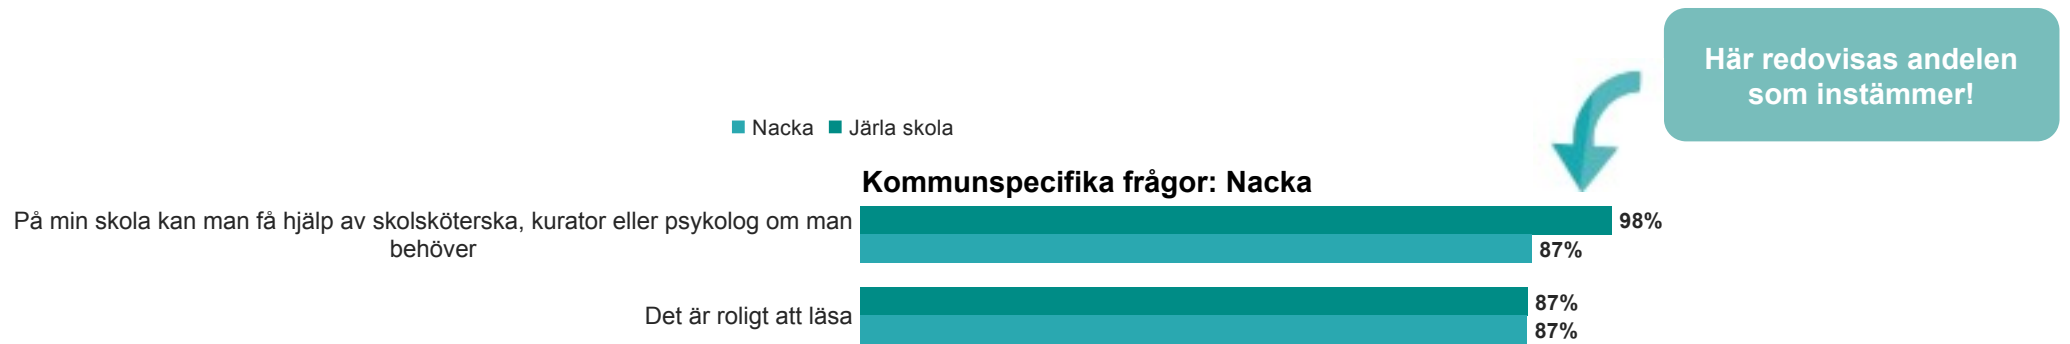 Här redovisas andelen
som instämmer!
Nacka Järla skola
Kommunspecifika frågor: Nacka
På min skola kan man få hjälp av skolsköterska, kurator eller psykolog om man
behöver
98%
87%
Det är roligt att läsa
87%
87%